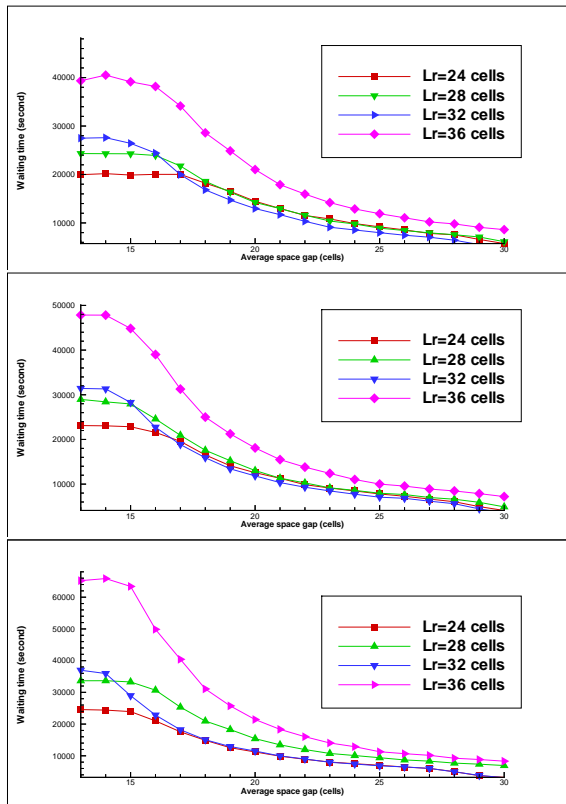 40000
30000
20000
10000
Waiting time (second)
Lr=24 cells
Lr=28 cells
Lr=32 cells
Lr=36 cells
15 20 25 30
Average space gap (cells)
50000
40000
30000
20000
10000
Waiting time (second)
Lr=24 cells
Lr=28 cells
Lr=32 cells
Lr=36 cells
15 20 25 30
Average space gap (cells)
60000
50000
40000
30000
20000
10000
Waiting time (second)
Lr=24 cells
Lr=28 cells
Lr=32 cells
Lr=36 cells
15 20 25 30
Average space gap (cells)